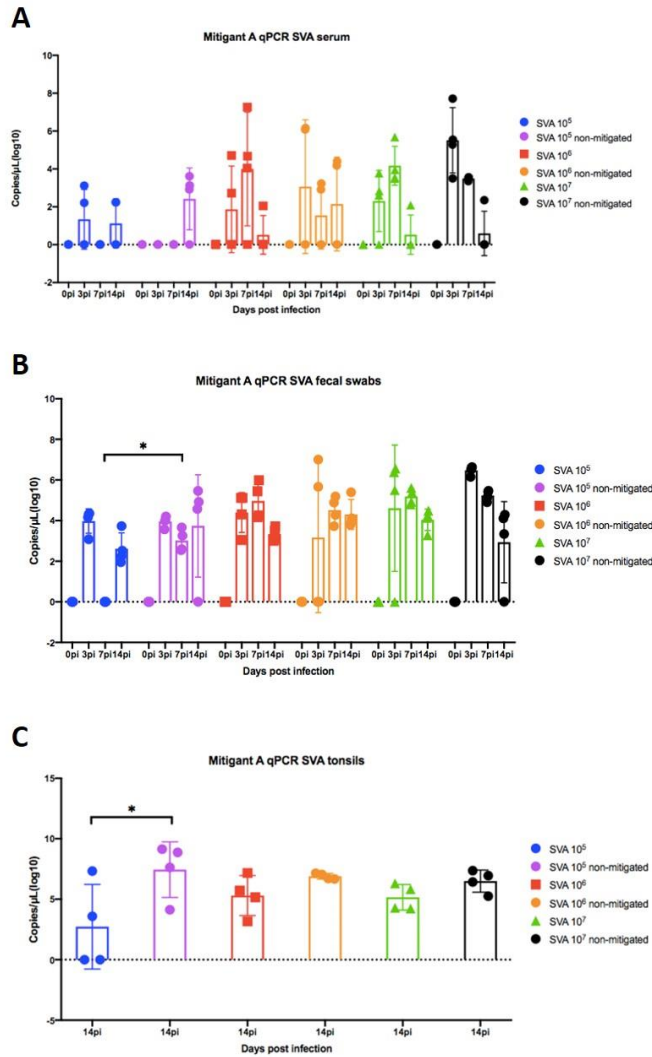 A
Mitigant A qPCR SVA serum
Copies/μL(log10)
10
8
6
4
2
0
-2
0pi 3pi 7pi14pi 0pi 3pi 7pi14pi 0pi 3pi 7pi14pi 0pi 3pi 7pi14pi 0pi 3pi 7pi14pi 0pi 3pi 7pi14pi
Days post infection
SVA 10⁵
SVA 10⁵ non-mitigated
SVA 10⁶
SVA 10⁶ non-mitigated
SVA 10⁷
SVA 10⁷ non-mitigated
B
Mitigant A qPCR SVA fecal swabs
Copies/μL(log10)
10
8
6
4
2
0
-2
*
0pi 3pi 7pi14pi 0pi 3pi 7pi14pi 0pi 3pi 7pi14pi 0pi 3pi 7pi14pi 0pi 3pi 7pi14pi 0pi 3pi 7pi14pi
Days post infection
SVA 10⁵
SVA 10⁵ non-mitigated
SVA 10⁶
SVA 10⁶ non-mitigated
SVA 10⁷
SVA 10⁷ non-mitigated
C
Mitigant A qPCR SVA tonsils
Copies/μL(log10)
15
10
5
0
-5
*
14pi 14pi 14pi 14pi 14pi 14pi
Days post infection
SVA 10⁵
SVA 10⁵ non-mitigated
SVA 10⁶
SVA 10⁶ non-mitigated
SVA 10⁷
SVA 10⁷ non-mitigated